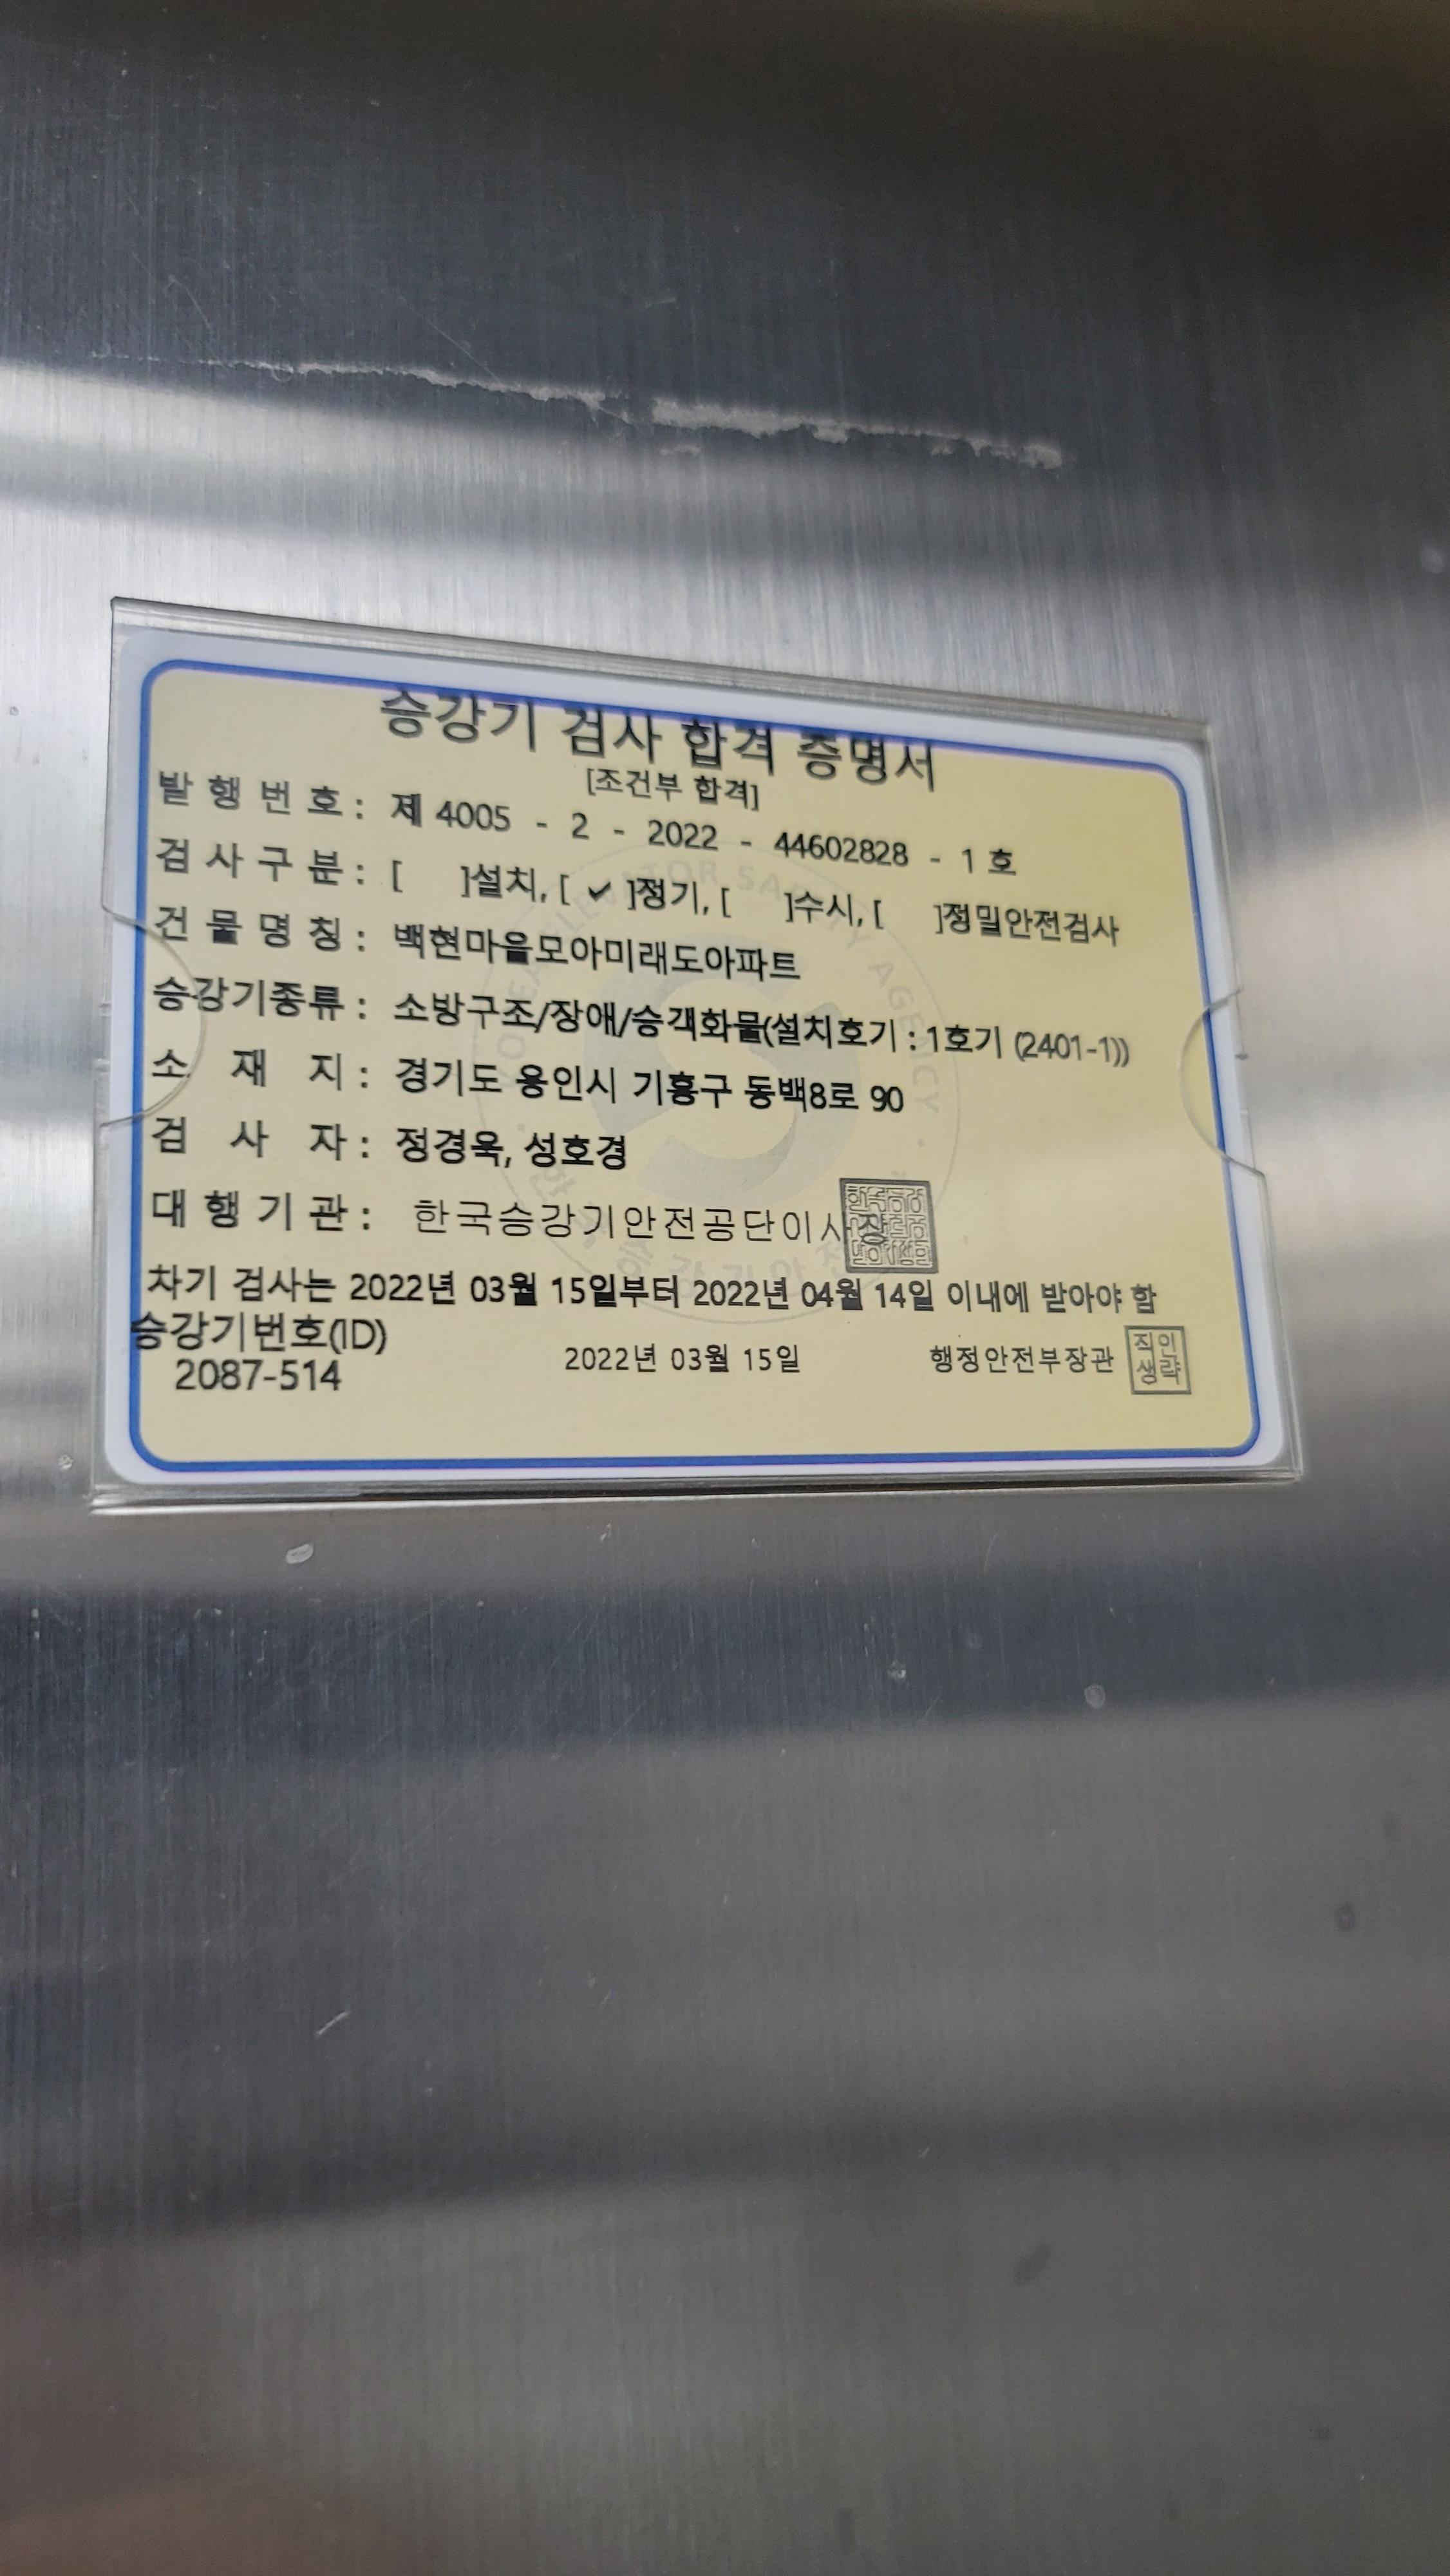 승강기 검사 합격 증명서
[조건부 합격]
발 행 번 호 : 제 4005 - 2 - 2022 - 44602828 - 1 호
검 사 구 분 : [ ]설치, [ ✔ ]정기, [ ]수시, [ ]정밀안전검사
건 물 명 칭 : 백현마을모아미래도아파트
승강기종류 : 소방구조/장애/승객화물(설치호기 : 1호기 (2401-1))
소 재 지 : 경기도 용인시 기흥구 동백8로 90
검 사 자 : 정경욱, 성호경
대 행 기 관 : 한국승강기안전공단이사장
차기 검사는 2022년 03월 15일부터 2022년 04월 14일 이내에 받아야 함
승강기번호(ID)
2087-514
2022년 03월 15일
행정안전부장관
직인
생략